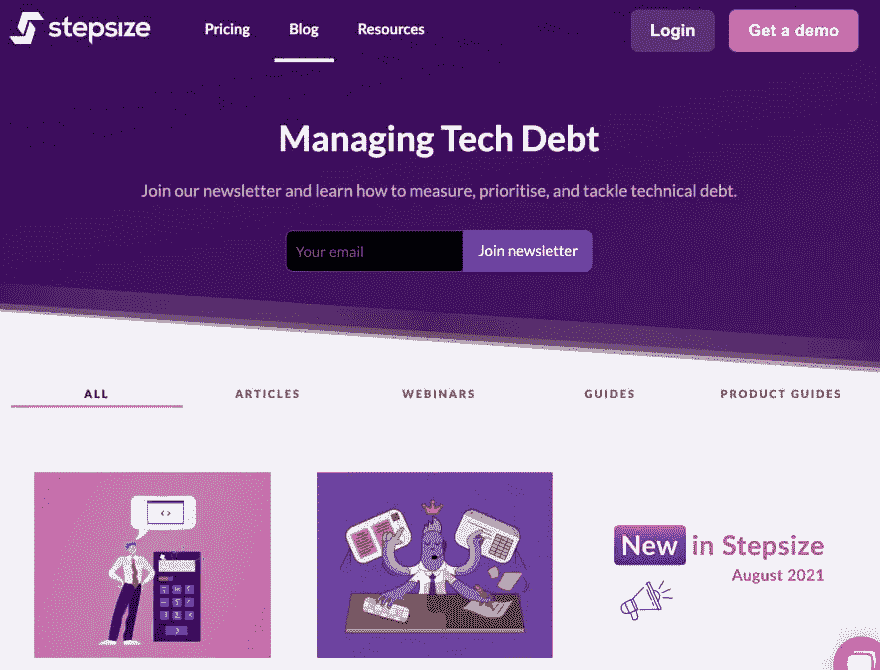 stepsize
Pricing
Blog
Resources
Login
Get a demo
Managing Tech Debt
Join our newsletter and learn how to measure, prioritise, and tackle technical debt.
Your email
Join newsletter
ALL
ARTICLES
WEBINARS
GUIDES
PRODUCT GUIDES
< >
New in Stepsize
August 2021